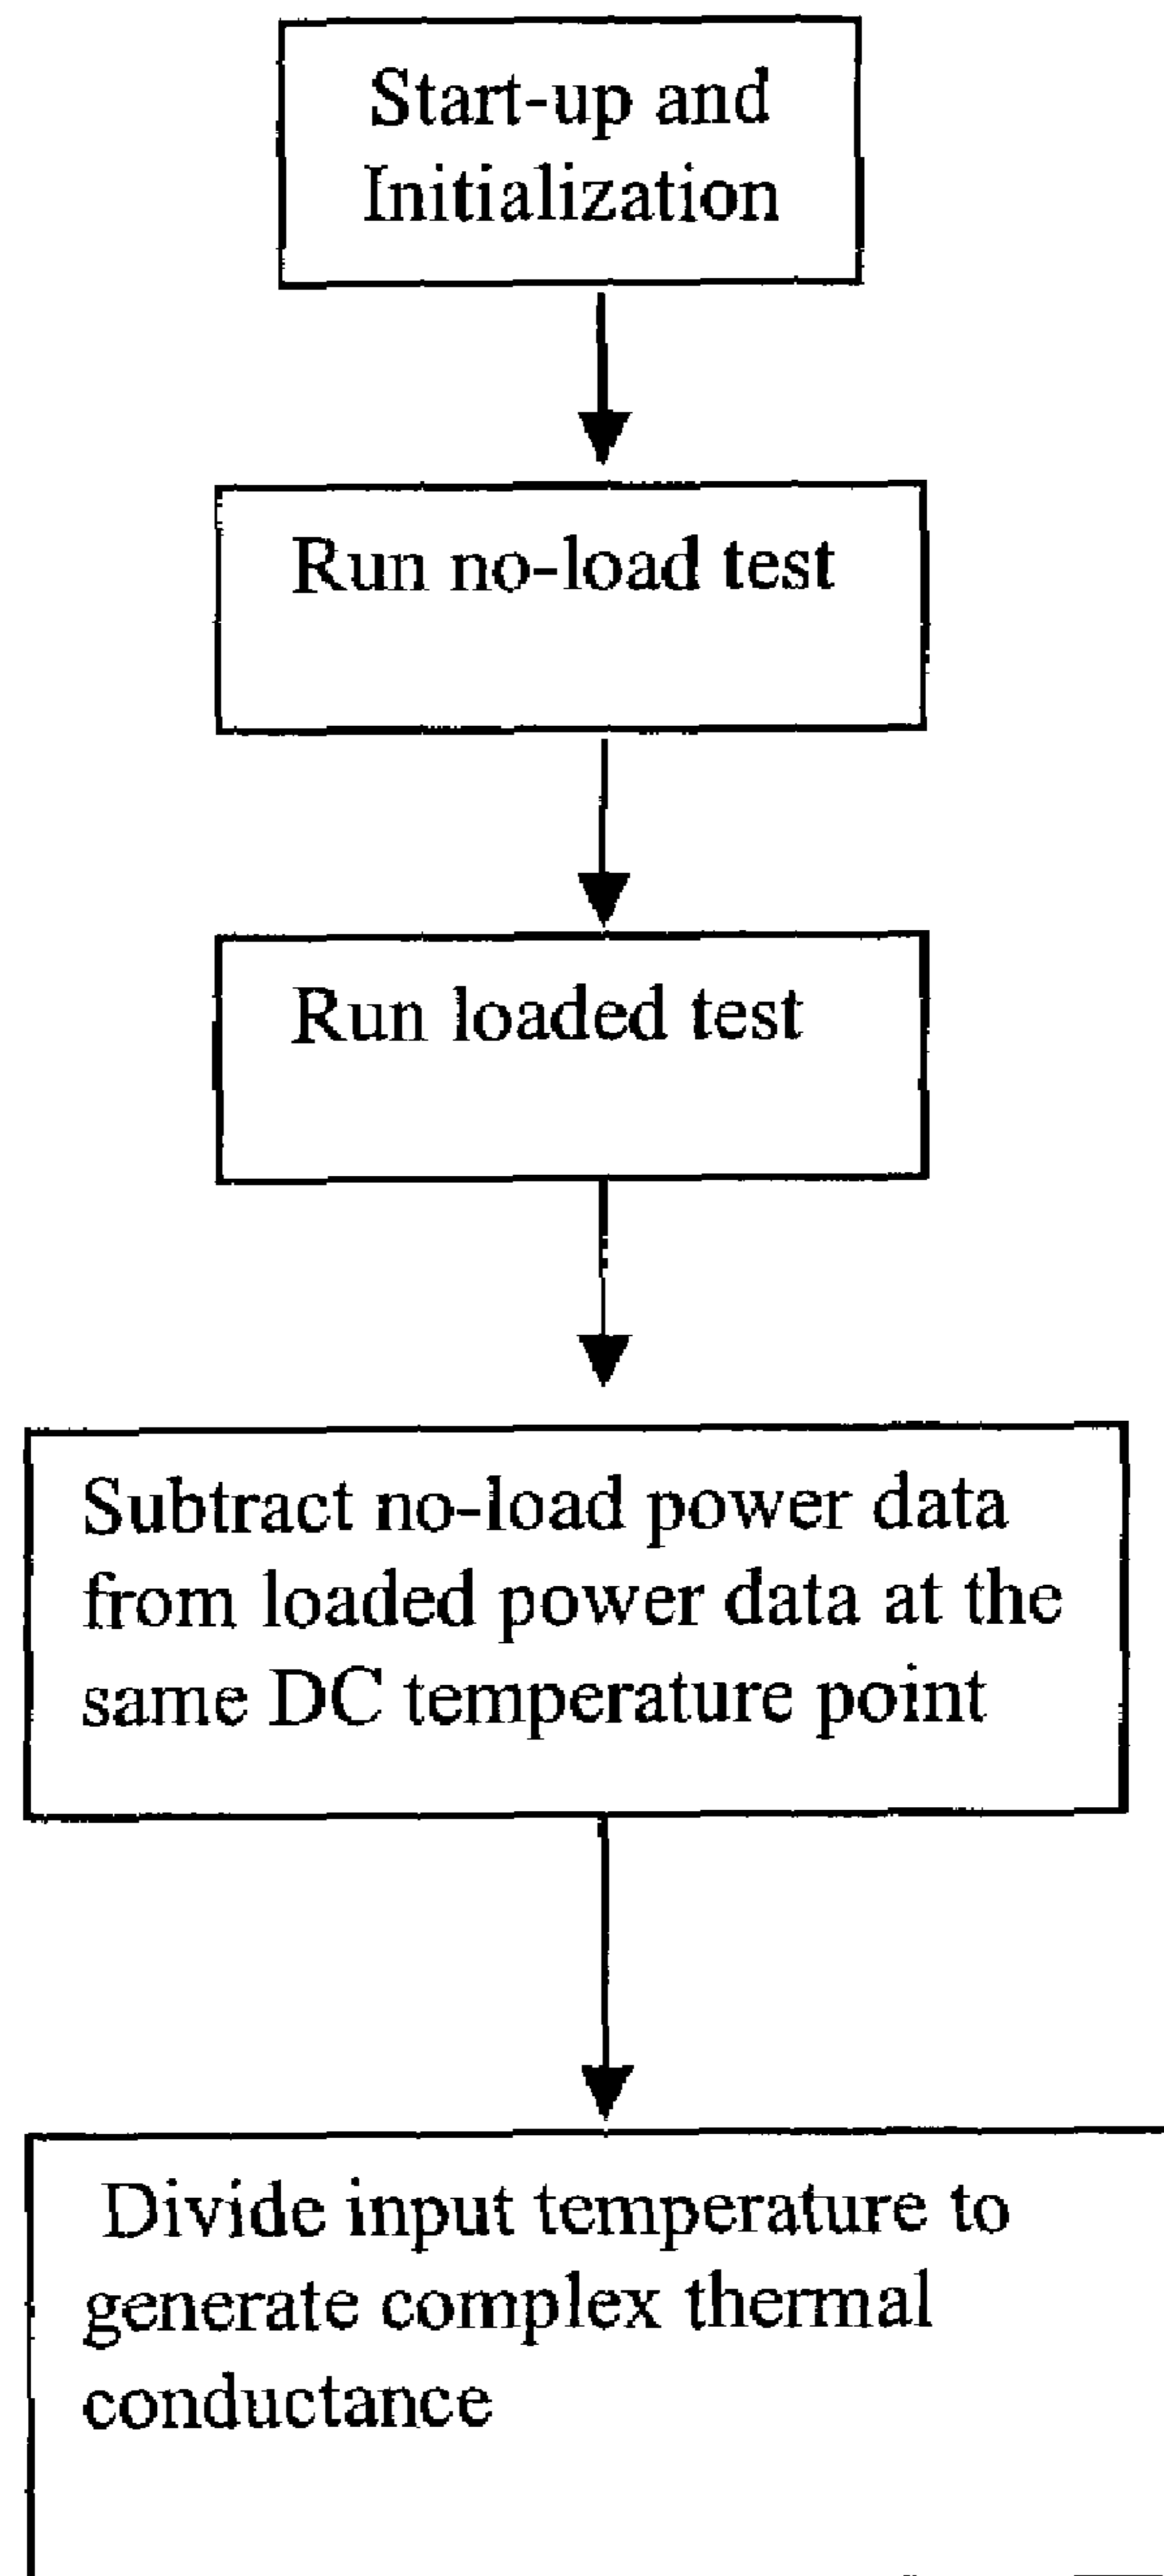 Start-up and
Initialization
Run no-load test
Run loaded test
Subtract no-load power data
from loaded power data at the
same DC temperature point
Divide input temperature to
generate complex thermal
conductance